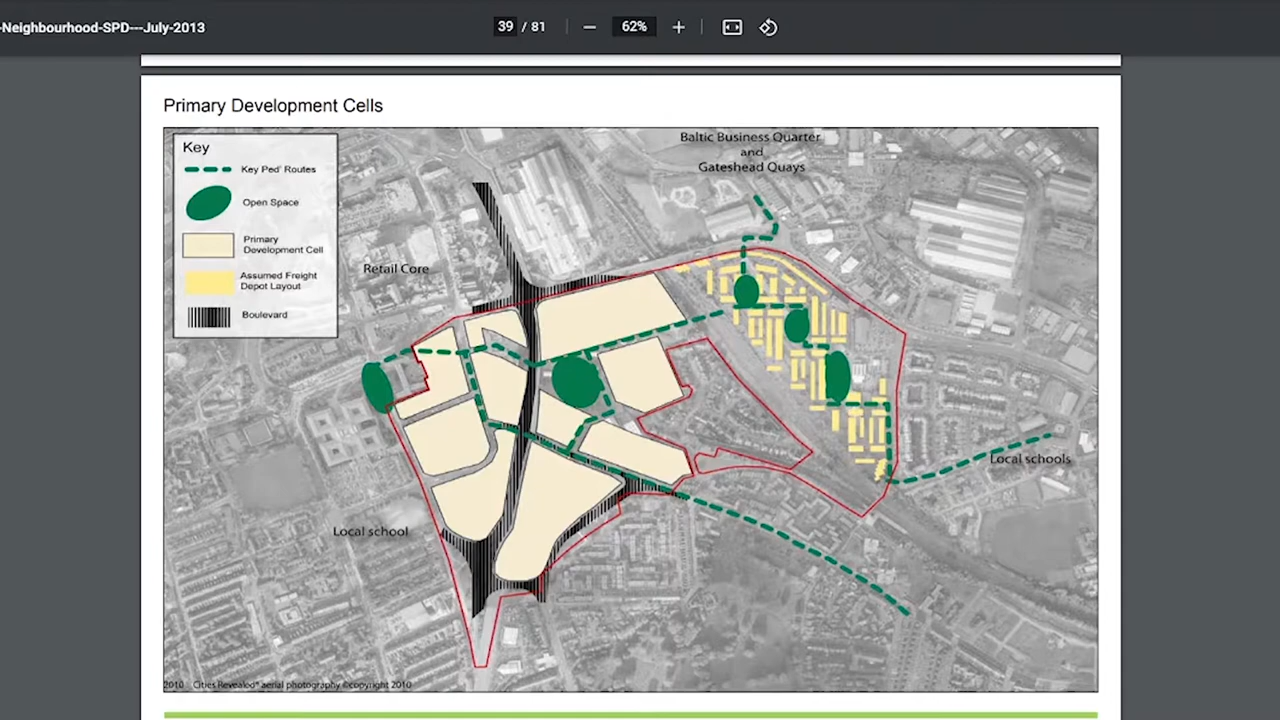 -Neighbourhood-SPD---July-2013
39 / 81
62%
Primary Development Cells
Key
Key Ped' Routes
Open Space
Primary
Development Cell
Assumed Freight
Depot Layout
Boulevard
Baltic Business Quarter
and
Gateshead Quays
Retail Core
Local schools
Local school
2010 Cities Revealed® aerial photography ©copyright 2010